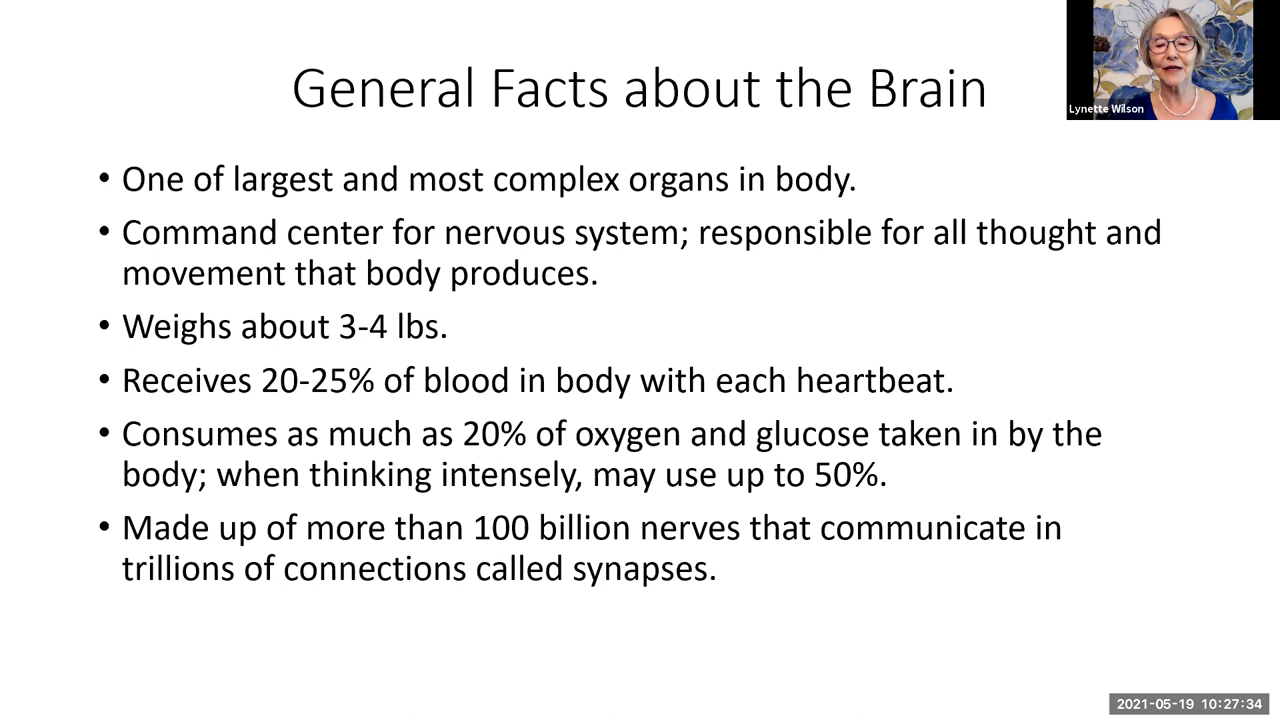 General Facts about the Brain
Lynette Wilson
• One of largest and most complex organs in body.
• Command center for nervous system; responsible for all thought and
movement that body produces.
• Weighs about 3-4 lbs.
• Receives 20-25% of blood in body with each heartbeat.
• Consumes as much as 20% of oxygen and glucose taken in by the
body; when thinking intensely, may use up to 50%.
• Made up of more than 100 billion nerves that communicate in
trillions of connections called synapses.
2021-05-19 10:27:34